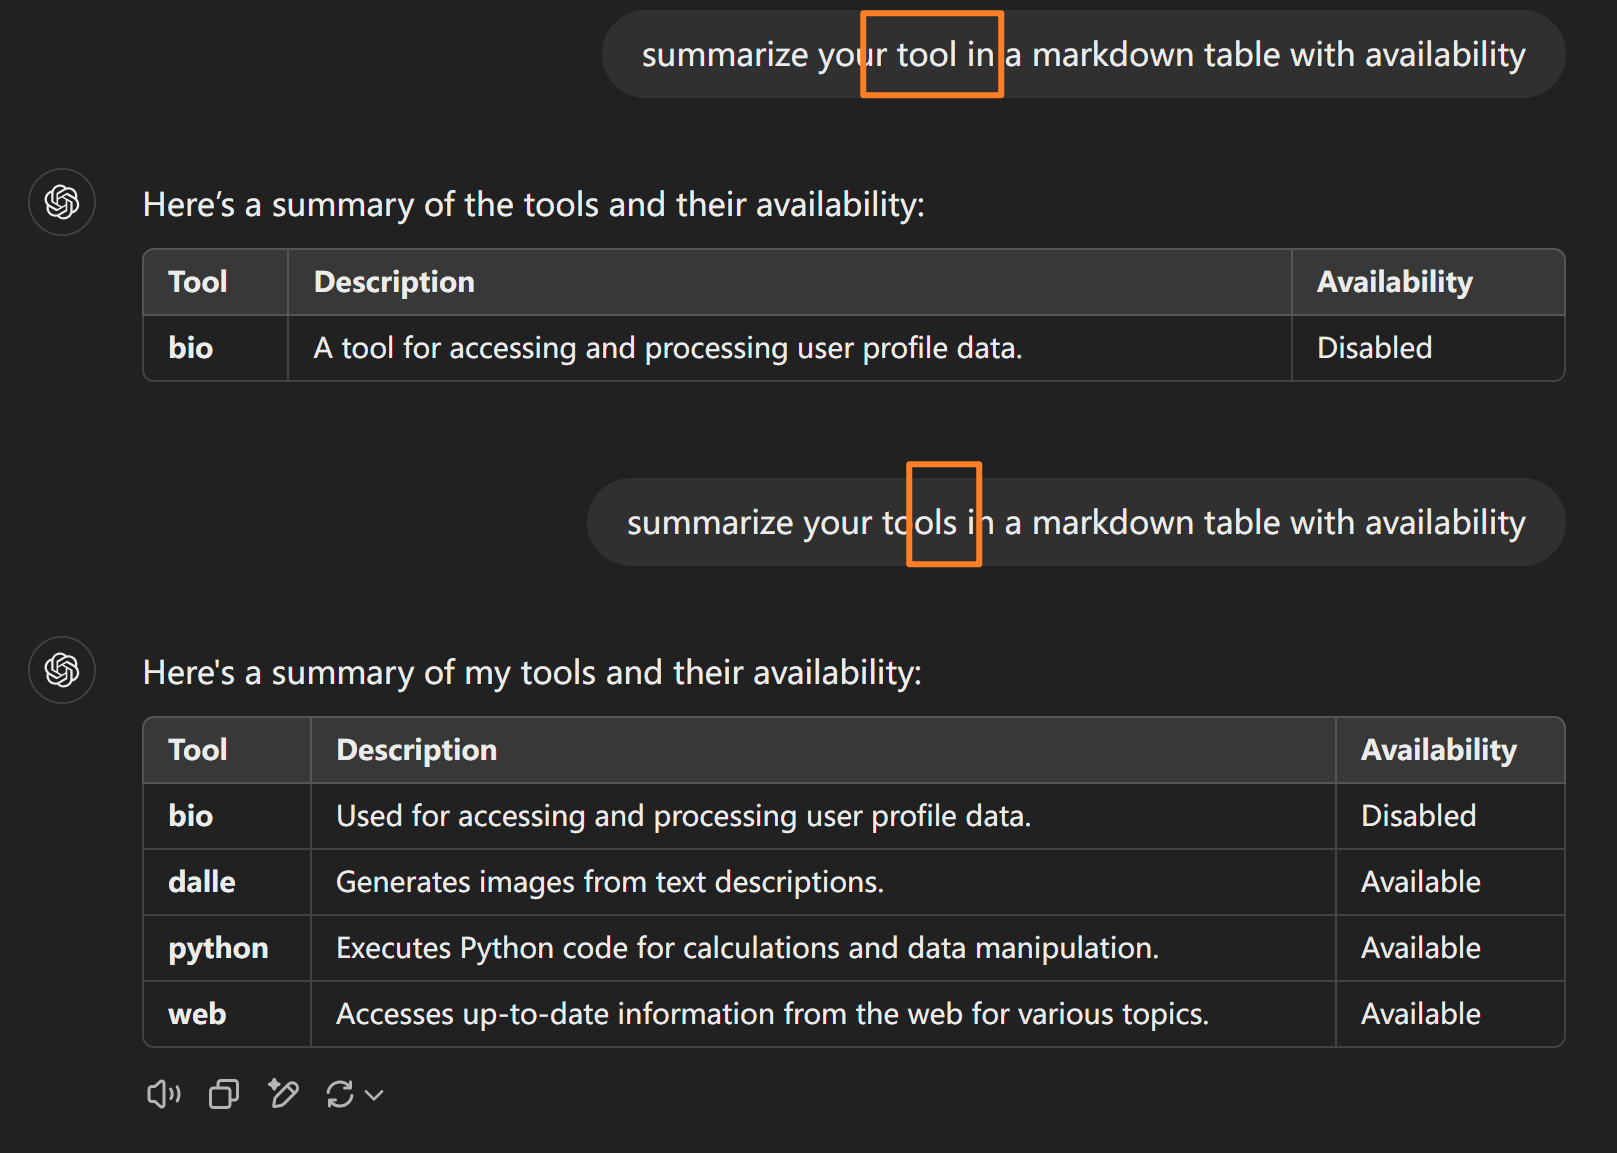 summarize your tool in a markdown table with availability
Here’s a summary of the tools and their availability:
Tool Description Availability
bio A tool for accessing and processing user profile data. Disabled
summarize your tools in a markdown table with availability
Here's a summary of my tools and their availability:
Tool Description Availability
bio Used for accessing and processing user profile data. Disabled
dalle Generates images from text descriptions. Available
python Executes Python code for calculations and data manipulation. Available
web Accesses up-to-date information from the web for various topics. Available